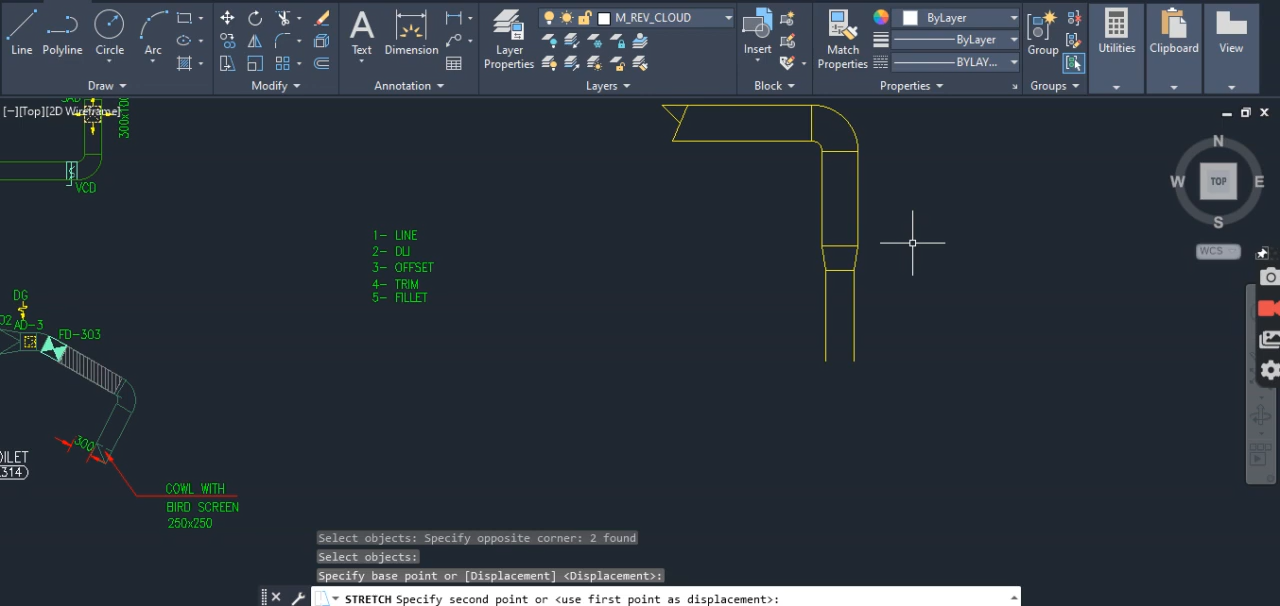 Line
Polyline
Circle
Arc
Draw
Modify
Text
Dimension
Annotation
Layer
Properties
M_REV_CLOUD
Layers
Insert
Block
Match
Properties
ByLayer
ByLayer
BYLAY...
Properties
Group
Groups
Utilities
Clipboard
View
[−][Top][2D Wireframe]
VCD
N
W
TOP
E
S
WCS
1- LINE
2- DLI
3- OFFSET
4- TRIM
5- FILLET
DG
AD-3
FD-303
300
COWL WITH
BIRD SCREEN
250x250
314
Select objects: Specify opposite corner: 2 found
Select objects:
Specify base point or [Displacement] <Displacement>:
STRETCH Specify second point or <use first point as displacement>: